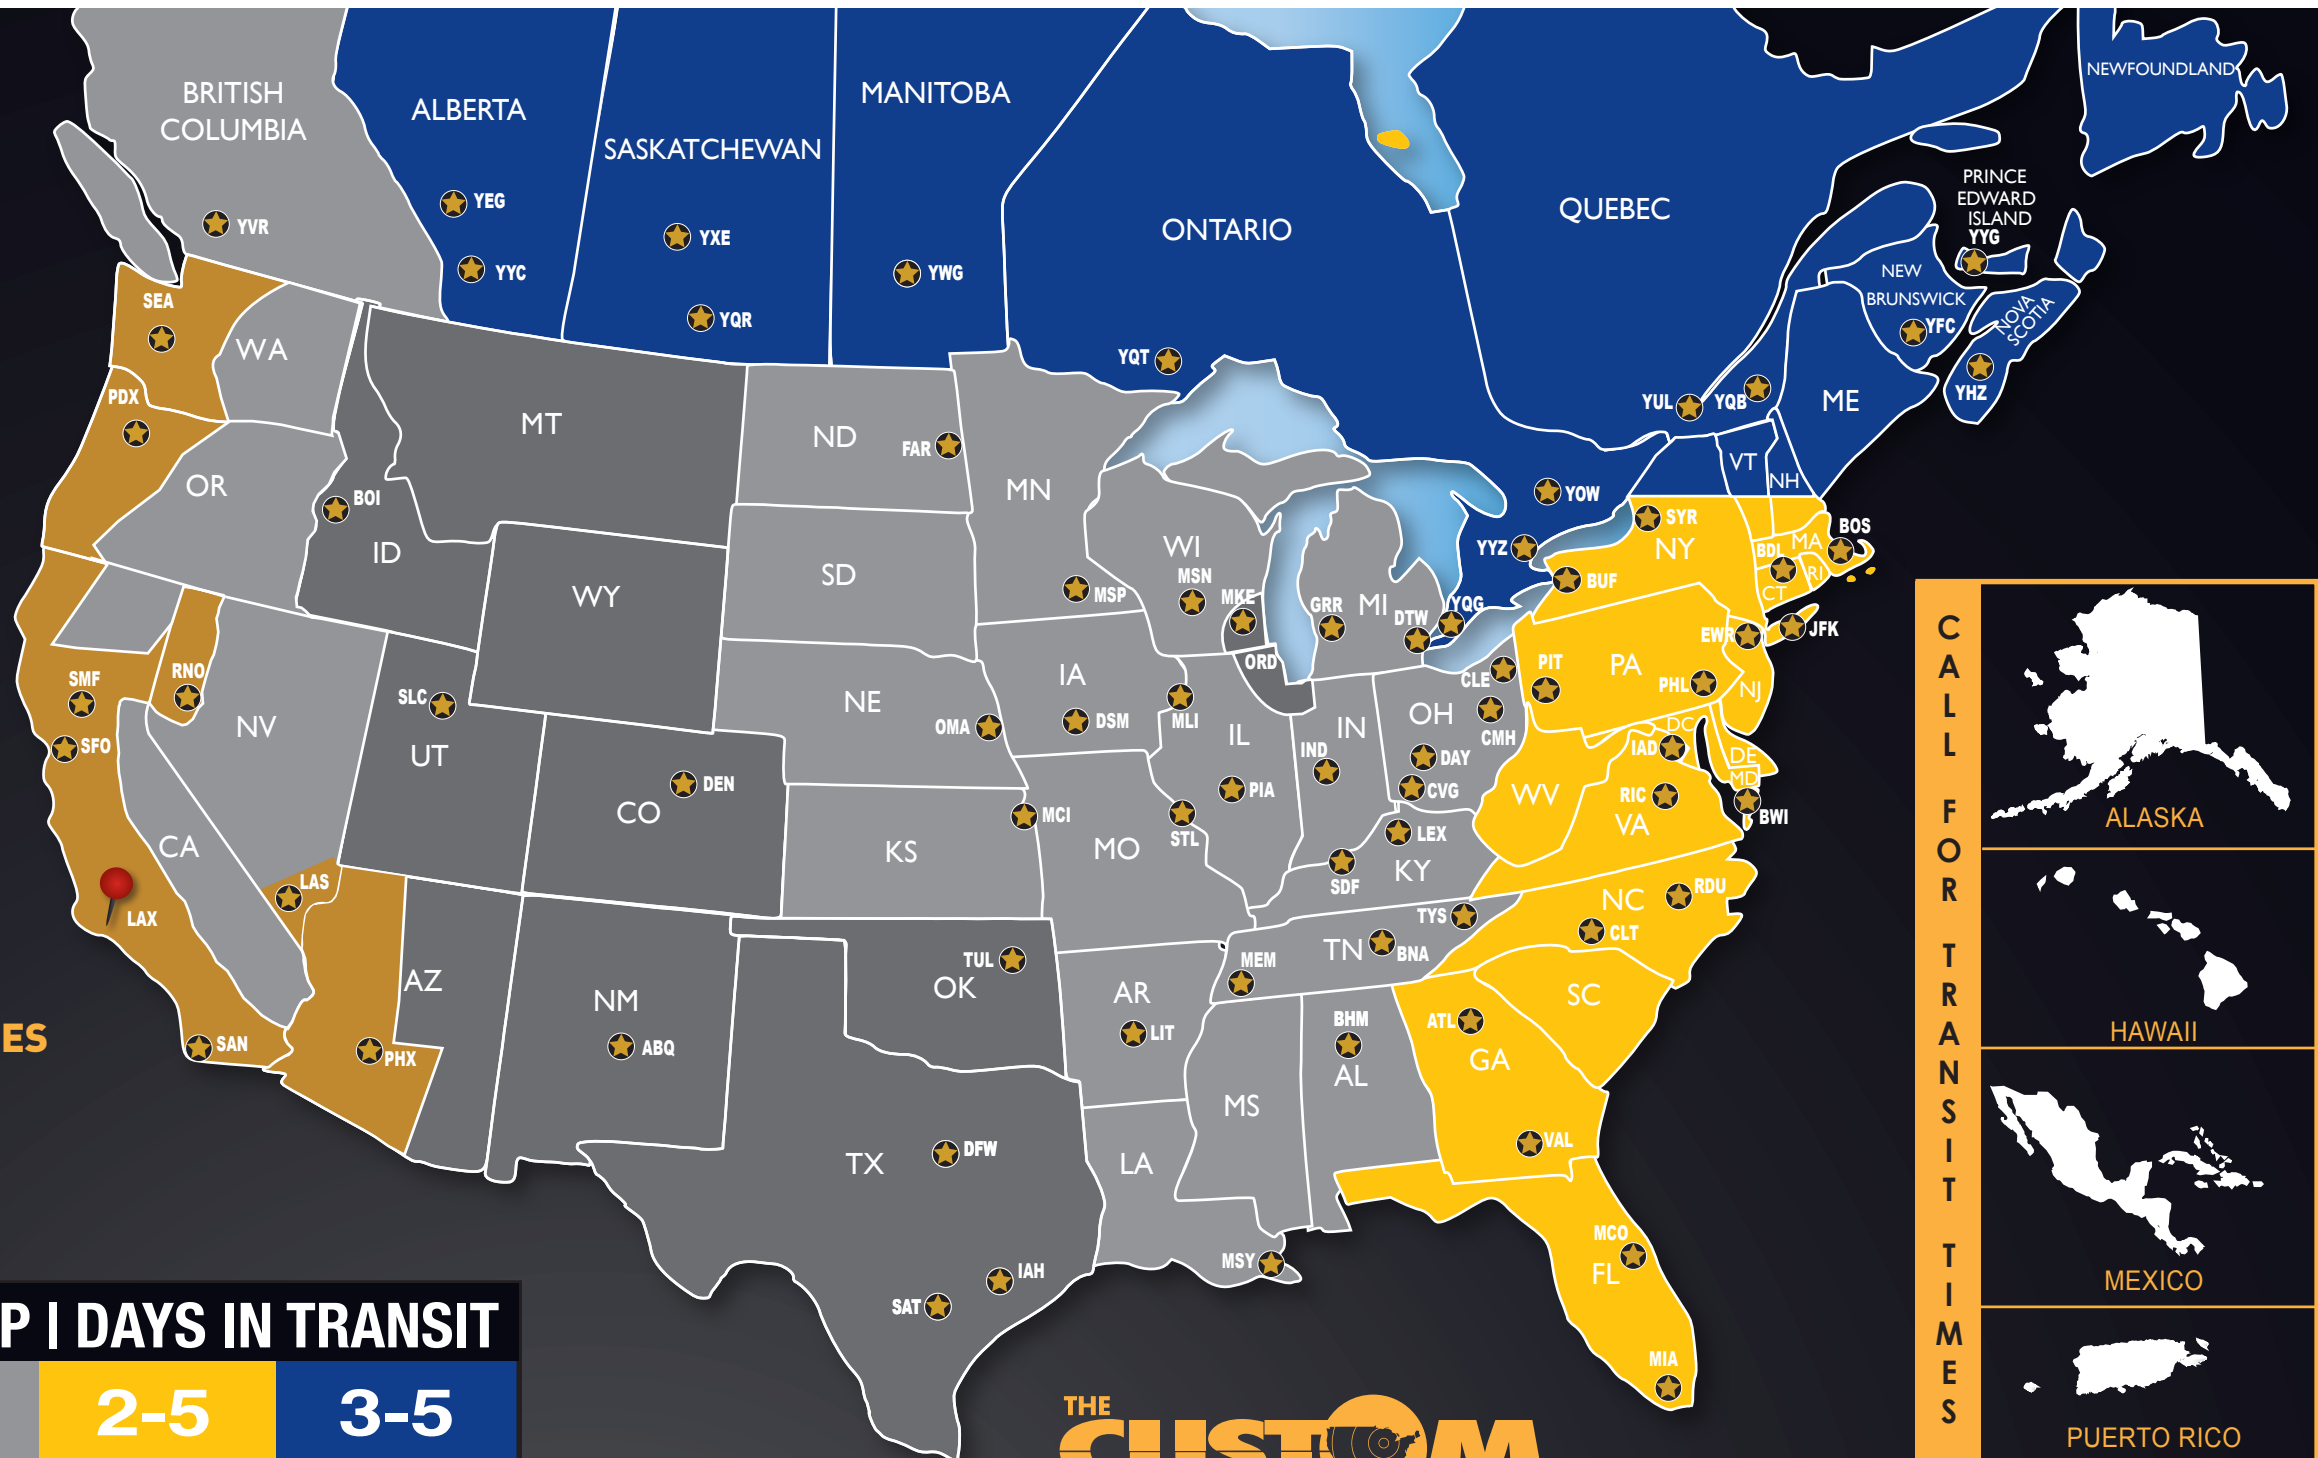 BRITISH
COLUMBIA
ALBERTA
SASKATCHEWAN
MANITOBA
ONTARIO
QUEBEC
NEWFOUNDLAND
PRINCE
EDWARD
ISLAND
YYG
NEW
BRUNSWICK
YFC
NOVA
SCOTIA
YHZ
YVR
YEG
YYC
YXE
YQR
YWG
YQT
YUL
YQB
ME
SEA
WA
PDX
OR
BOI
ID
MT
ND
FAR
MN
VT
NH
YOW
YYZ
YQG
SYR
NY
BUF
BOS
BDL
MA
RI
CT
JFK
EWR
WY
SD
MSP
WI
MSN
MKE
GRR
MI
DTW
ORD
IA
DSM
MLI
NE
OMA
SMF
SFO
RNO
NV
SLC
UT
CO
DEN
KS
MCI
MO
STL
IL
PIA
IN
IND
OH
CLE
CMH
DAY
CVG
PIT
PA
PHL
NJ
DC
IAD
DE
MD
BWI
WV
RIC
VA
LEX
KY
SDF
CA
LAS
LAX
SAN
AZ
PHX
NM
ABQ
TUL
OK
AR
LIT
TN
TYS
BNA
MEM
NC
RDU
CLT
SC
ATL
GA
VAL
BHM
AL
MS
LA
MSY
TX
DFW
IAH
SAT
MCO
FL
MIA
ES
P | DAYS IN TRANSIT
2-5
3-5
THE
CUSTOM
CALL FOR TRANSIT TIMES
ALASKA
HAWAII
MEXICO
PUERTO RICO